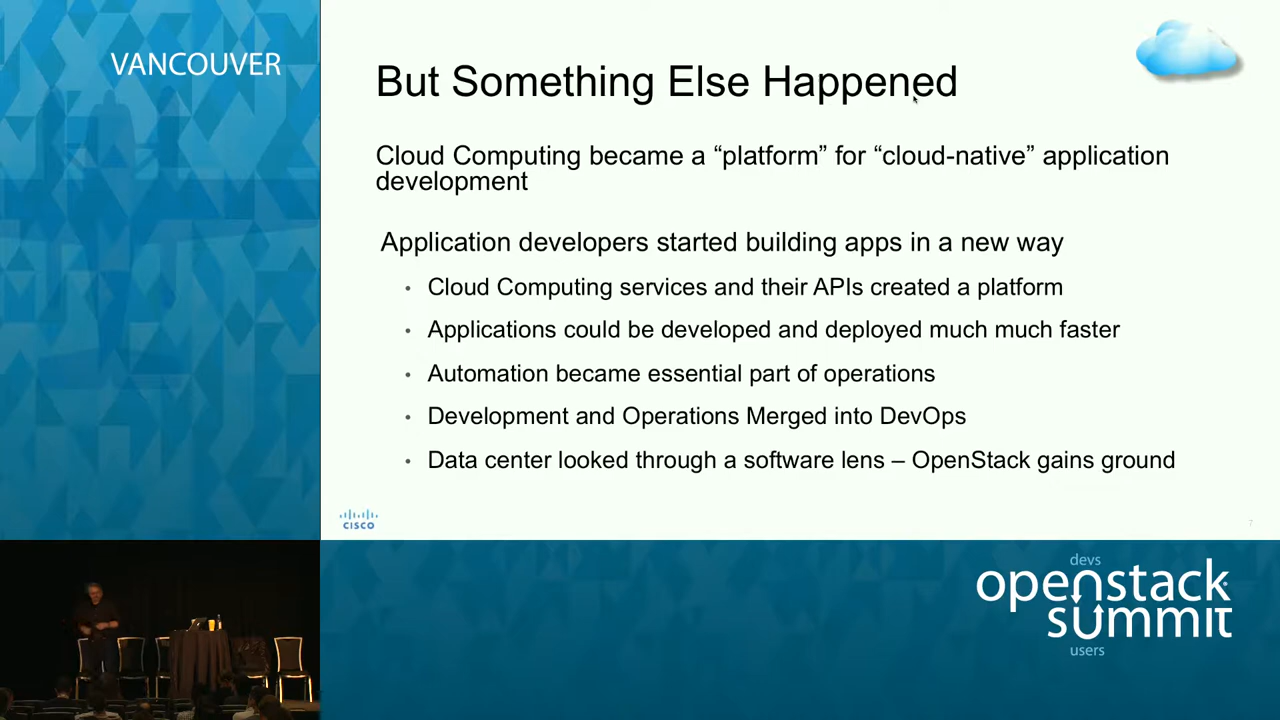 VANCOUVER
But Something Else Happened
Cloud Computing became a “platform” for “cloud-native” application
development
Application developers started building apps in a new way
• Cloud Computing services and their APIs created a platform
• Applications could be developed and deployed much much faster
• Automation became essential part of operations
• Development and Operations Merged into DevOps
• Data center looked through a software lens – OpenStack gains ground
CISCO
7
devs
openstack
summit
users